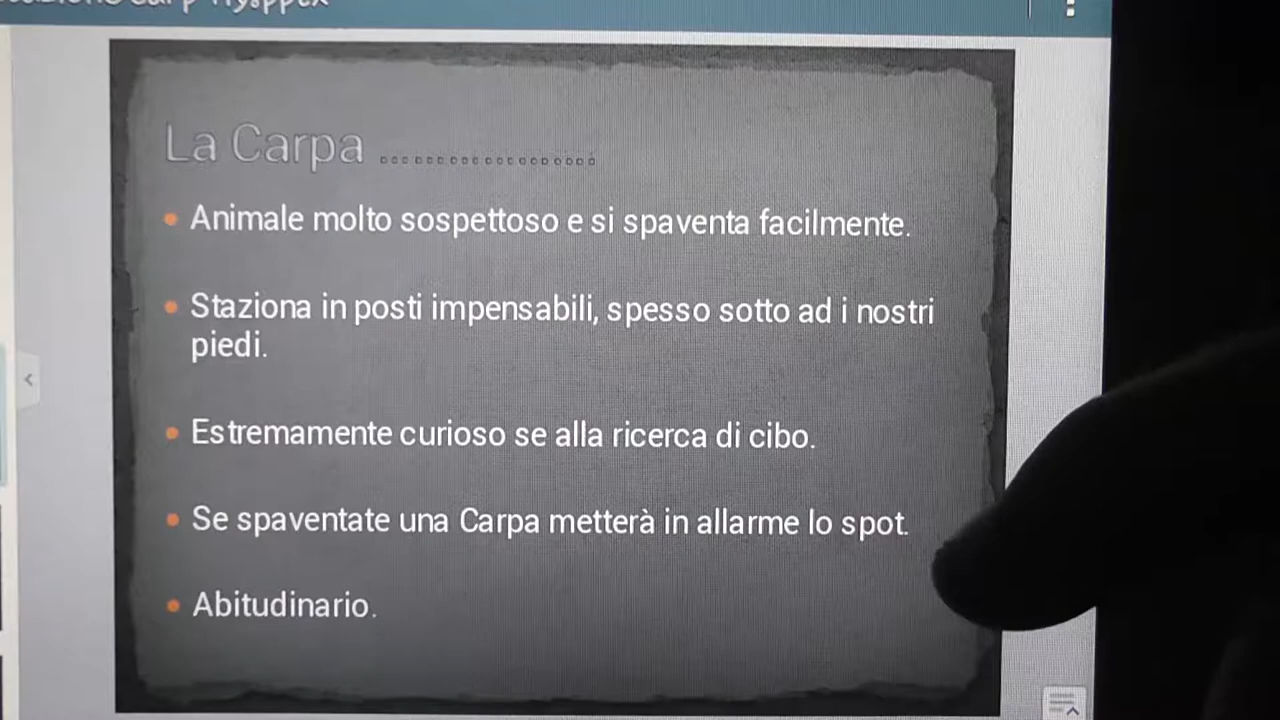 La Carpa ...................
Animale molto sospettoso e si spaventa facilmente.
Staziona in posti impensabili, spesso sotto ad i nostri
piedi.
Estremamente curioso se alla ricerca di cibo.
Se spaventate una Carpa metterà in allarme lo spot.
Abitudinario.